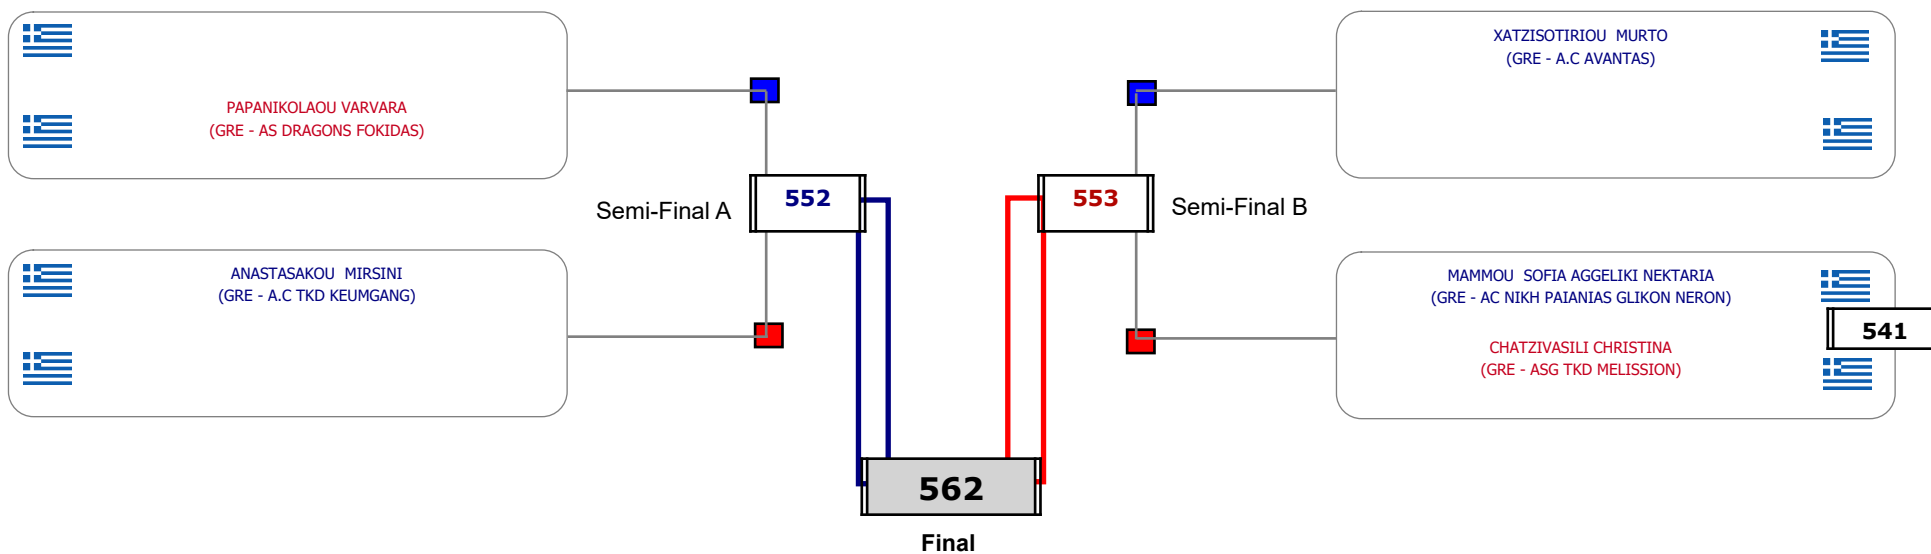 PAPANIKOLAOU VARVARA
(GRE - AS DRAGONS FOKIDAS)
XATZISOTIRIOU MURTO
(GRE - A.C AVANTAS)
552
Semi-Final A
553
Semi-Final B
ANASTASAKOU MIRSINI
(GRE - A.C TKD KEUMGANG)
MAMMOU SOFIA AGGELIKI NEKTARIA
(GRE - AC NIKH PAIANIAS GLIKON NERON)
541
CHATZIVASILI CHRISTINA
(GRE - ASG TKD MELISSION)
562
Final